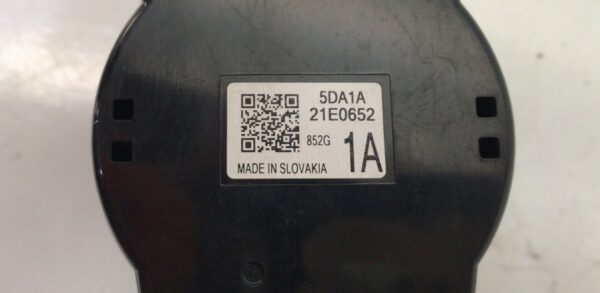 5DA1A
21E0652
852G
1A
MADE IN SLOVAKIA